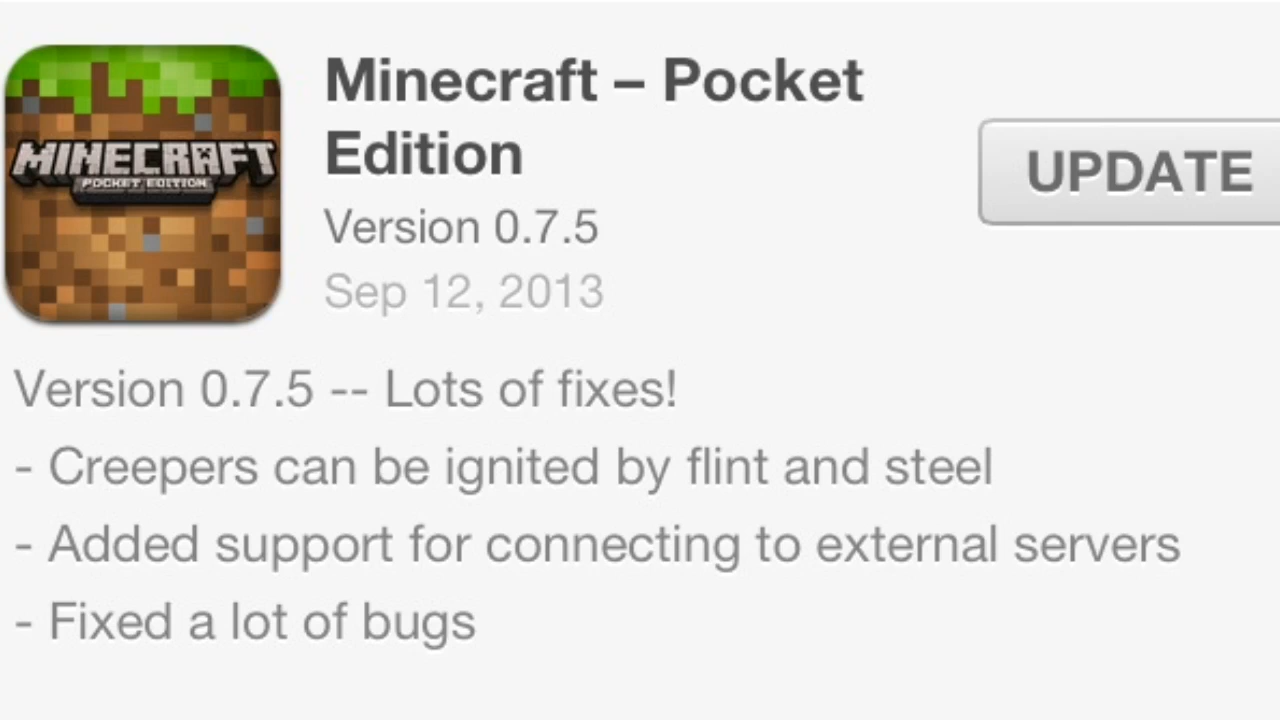 MINECRAFT
POCKET EDITION
Minecraft – Pocket
Edition
UPDATE
Version 0.7.5
Sep 12, 2013
Version 0.7.5 -- Lots of fixes!
- Creepers can be ignited by flint and steel
- Added support for connecting to external servers
- Fixed a lot of bugs